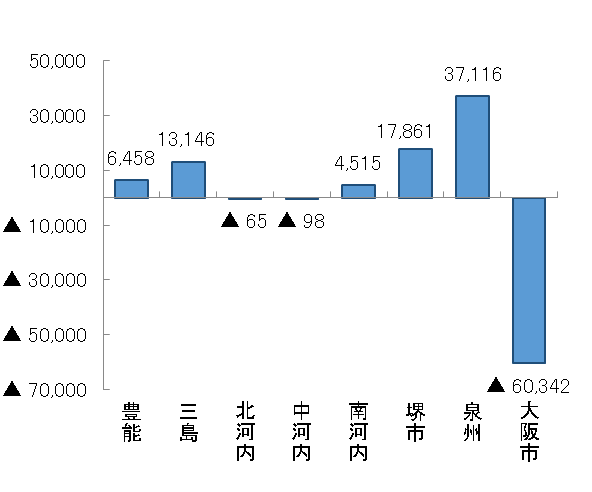 50,000
30,000
10,000
▲ 10,000
▲ 30,000
▲ 50,000
▲ 70,000
6,458
13,146
▲ 65
▲ 98
4,515
17,861
37,116
▲ 60,342
豊能
三島
北河内
中河内
南河内
堺市
泉州
大阪市